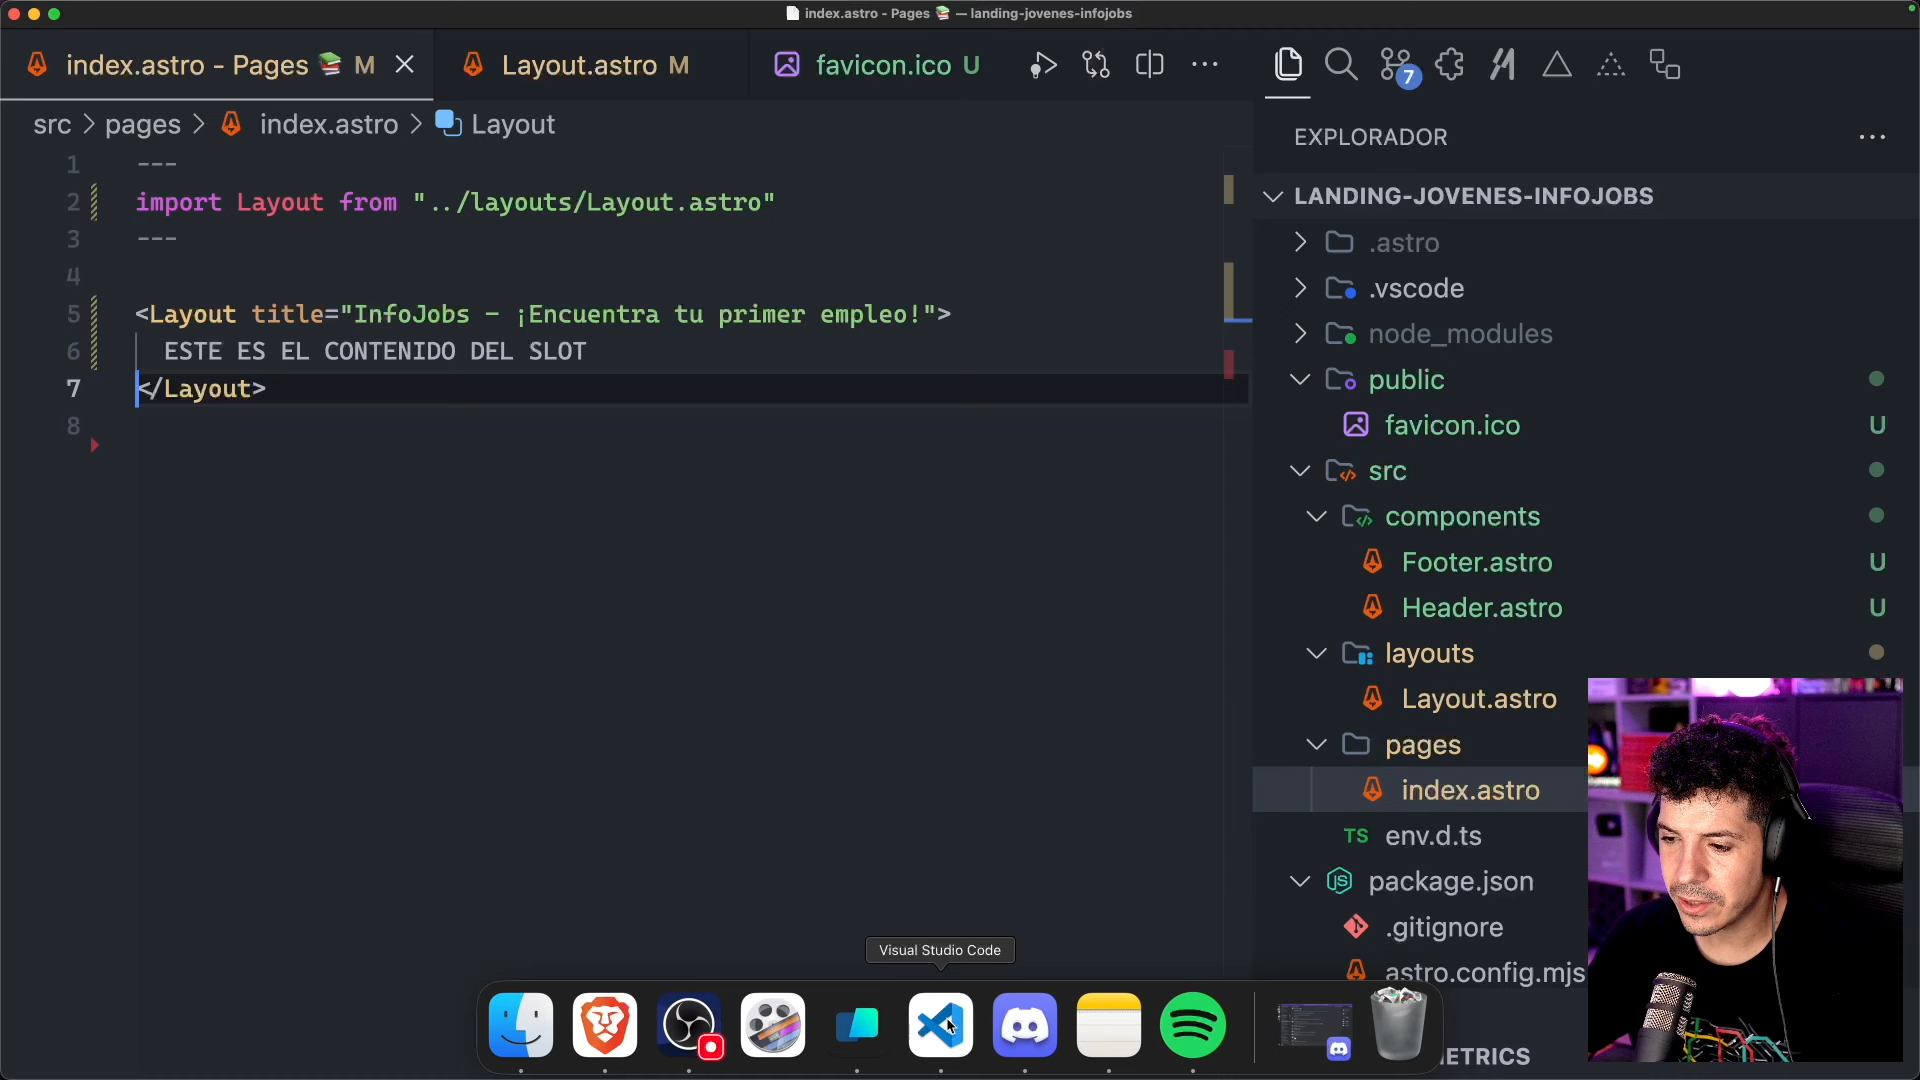 index.astro - Pages 📚 — landing-jovenes-infojobs
index.astro - Pages 📚 M
Layout.astro M
favicon.ico U
7
src > pages > index.astro > Layout
EXPLORADOR
LANDING-JOVENES-INFOJOBS
1 ---
2 import Layout from "../layouts/Layout.astro"
3 ---
4
5 <Layout title="InfoJobs - ¡Encuentra tu primer empleo!">
6 ESTE ES EL CONTENIDO DEL SLOT
7 </Layout>
8
.astro
.vscode
node_modules
public
favicon.ico U
src
components
Footer.astro U
Header.astro U
layouts
Layout.astro
pages
index.astro
TS env.d.ts
JS package.json
.gitignore
astro.config.mjs
ETRICS
Visual Studio Code